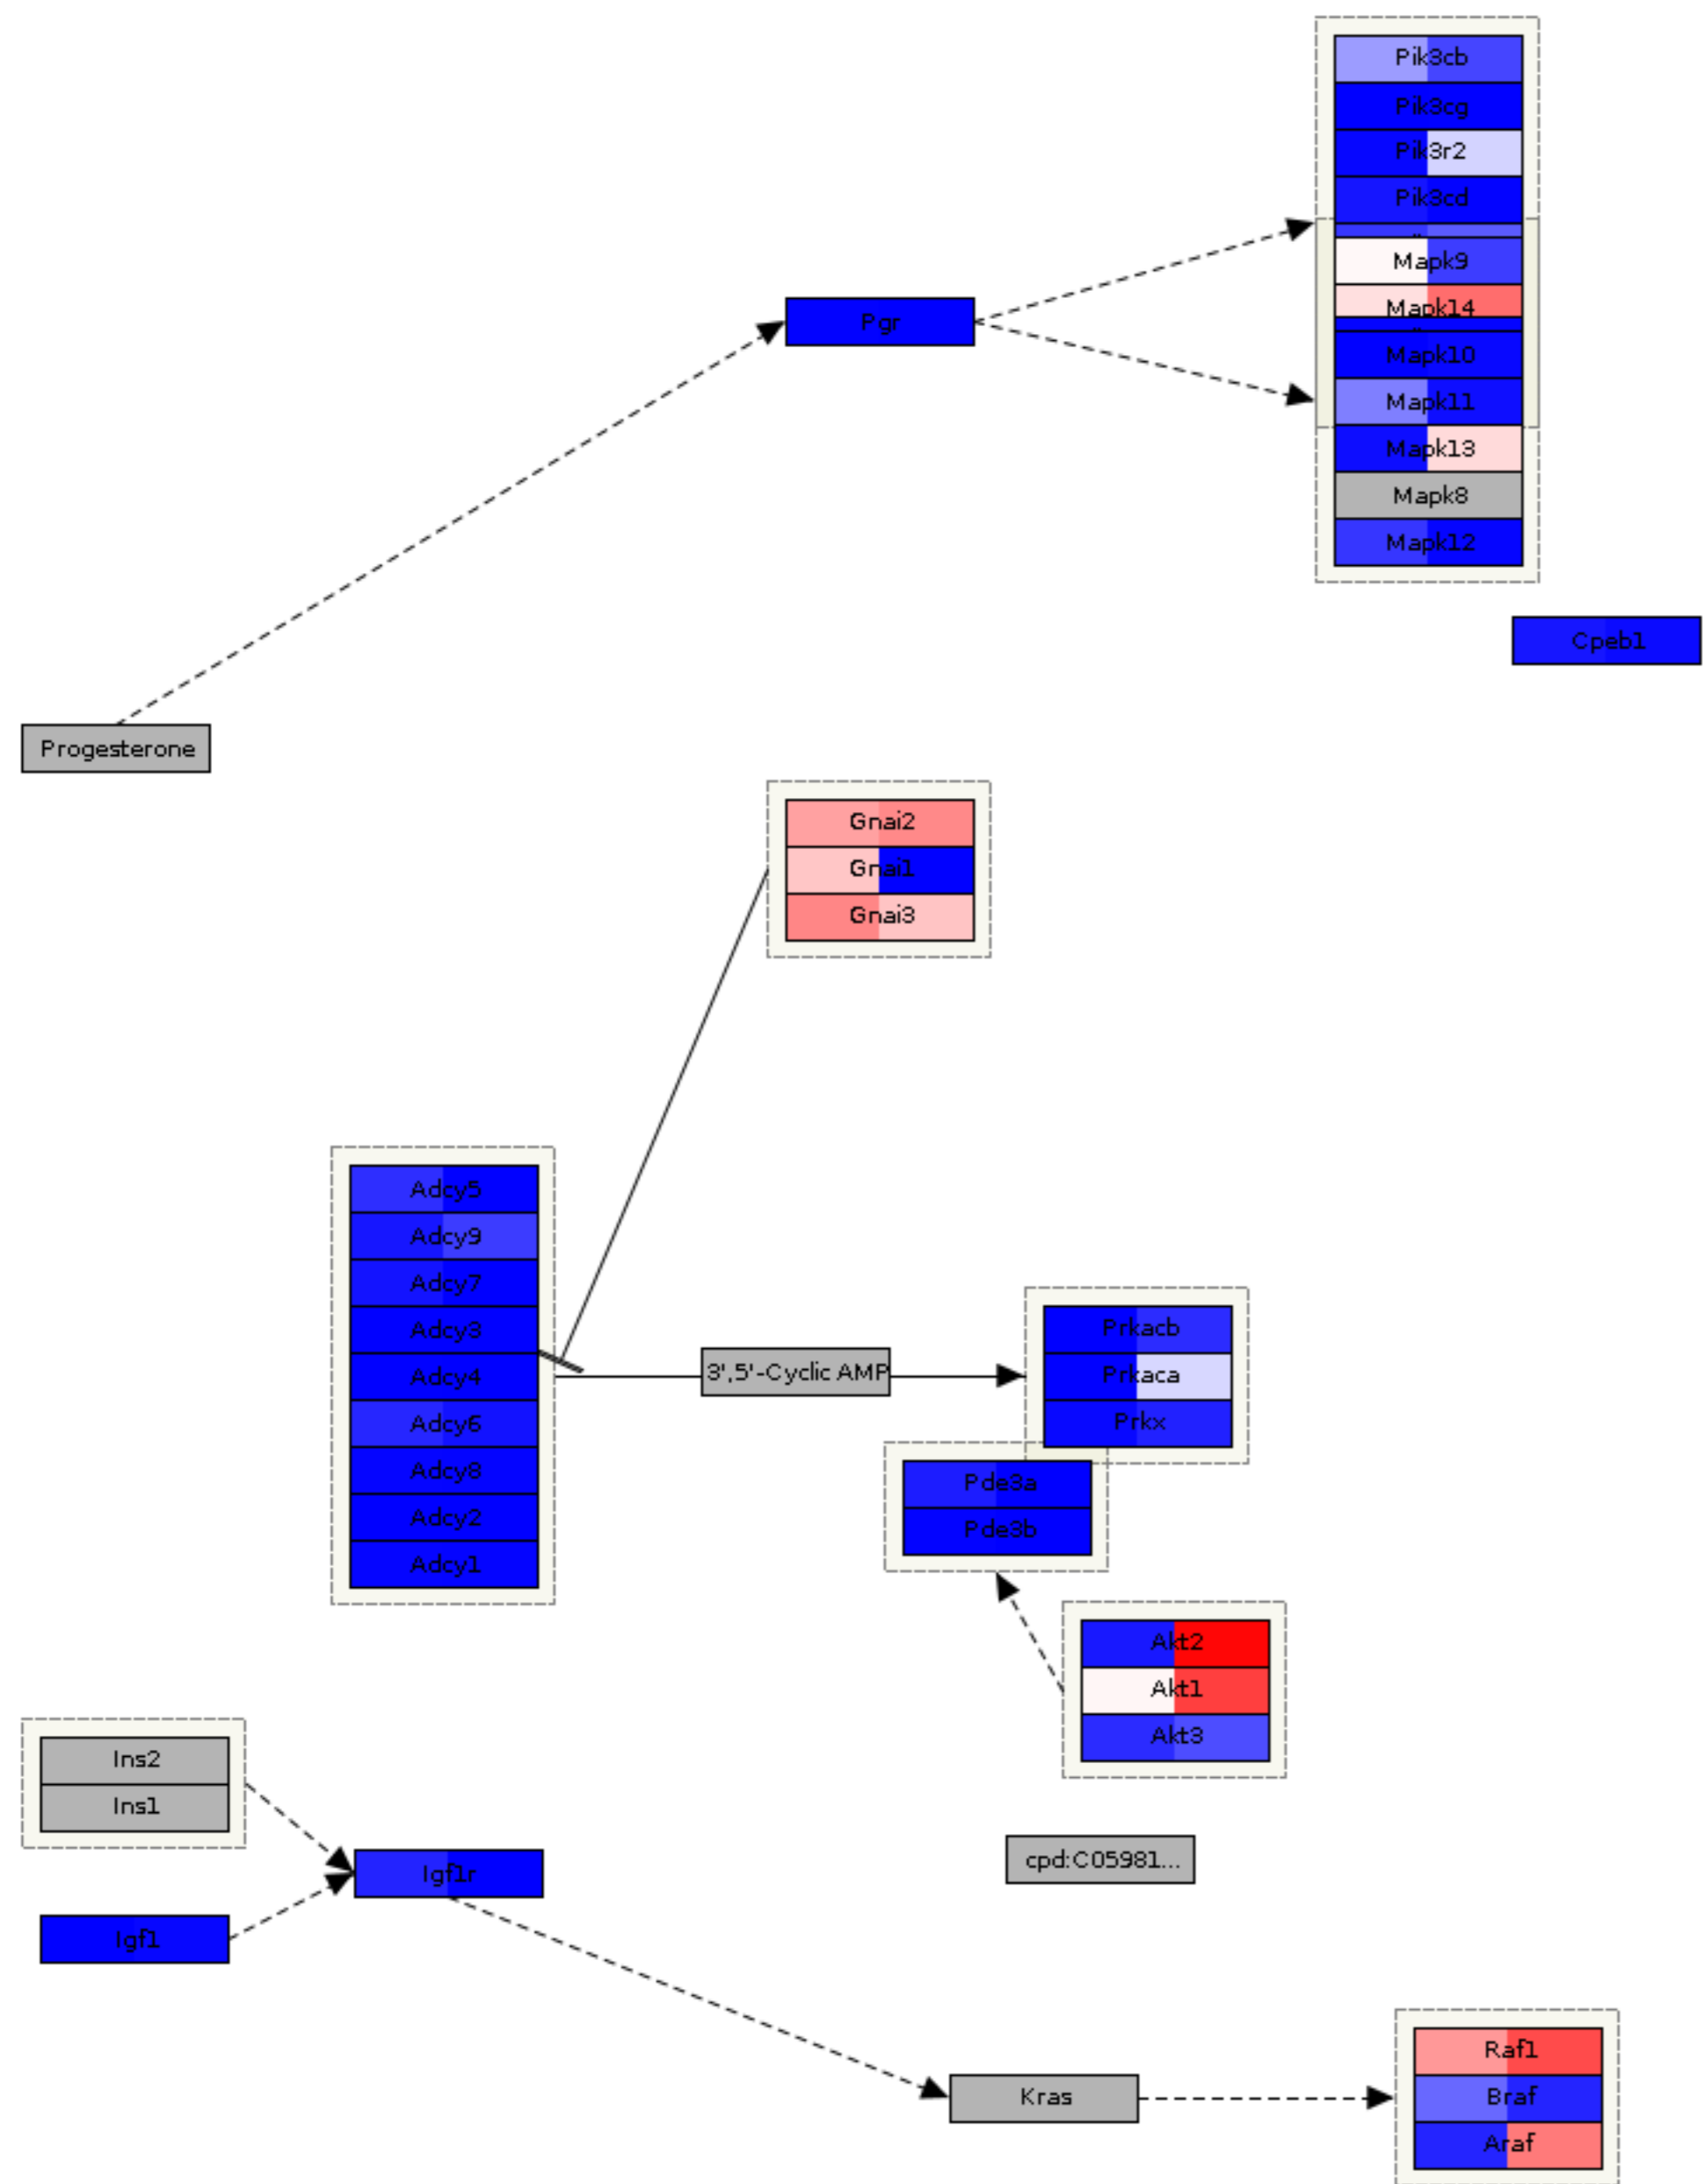 Pik3cb
Pik3cg
Pik3r2
Pik3cd
Mapk9
Mapk14
Pgr
Mapk10
Mapk11
Mapk13
Mapk8
Mapk12
Cpeb1
Progesterone
Gnai2
Gnai1
Gnai3
Adcy5
Adcy9
Adcy7
Adcy3
Adcy4
Adcy6
Adcy8
Adcy2
Adcy1
3',5'-Cyclic AMP
Prkacb
Prkaca
Prkx
Pde3a
Pde3b
Akt2
Akt1
Akt3
Ins2
Ins1
cpd:C05981...
Igf1r
Igf1
Kras
Raf1
Braf
Araf